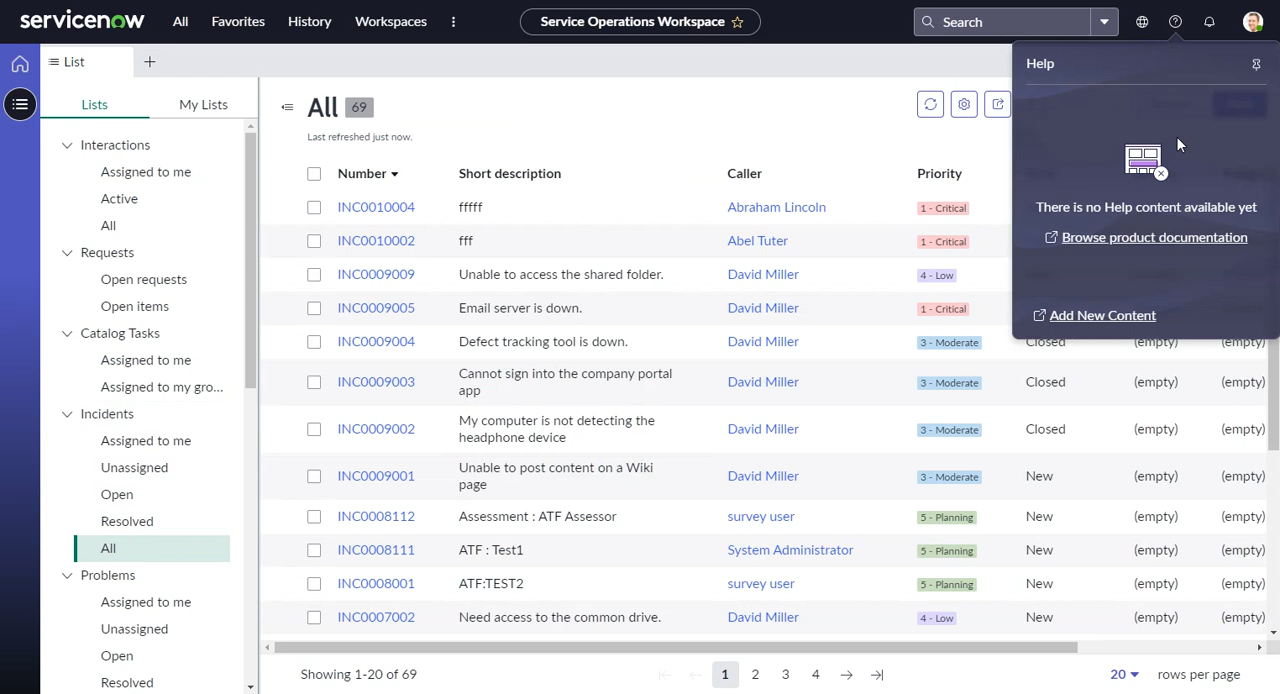 servicenow All Favorites History Workspaces Service Operations Workspace Search
List
Help
Lists My Lists
All 69
Last refreshed just now.
There is no Help content available yet
Browse product documentation
Add New Content
Interactions
Assigned to me
Active
All
Requests
Open requests
Open items
Catalog Tasks
Assigned to me
Assigned to my gro...
Incidents
Assigned to me
Unassigned
Open
Resolved
All
Problems
Assigned to me
Unassigned
Open
Resolved
Number Short description Caller Priority
INC0010004 fffff Abraham Lincoln 1 - Critical
INC0010002 fff Abel Tuter 1 - Critical
INC0009009 Unable to access the shared folder. David Miller 4 - Low
INC0009005 Email server is down. David Miller 1 - Critical
INC0009004 Defect tracking tool is down. David Miller 3 - Moderate Closed (empty) (empty)
INC0009003 Cannot sign into the company portal
app David Miller 3 - Moderate Closed (empty) (empty)
INC0009002 My computer is not detecting the
headphone device David Miller 3 - Moderate Closed (empty) (empty)
INC0009001 Unable to post content on a Wiki
page David Miller 3 - Moderate New (empty) (empty)
INC0008112 Assessment : ATF Assessor survey user 5 - Planning New (empty) (empty)
INC0008111 ATF : Test1 System Administrator 5 - Planning New (empty) (empty)
INC0008001 ATF:TEST2 survey user 5 - Planning New (empty) (empty)
INC0007002 Need access to the common drive. David Miller 4 - Low New (empty) (empty)
Showing 1-20 of 69 1 2 3 4 20 rows per page